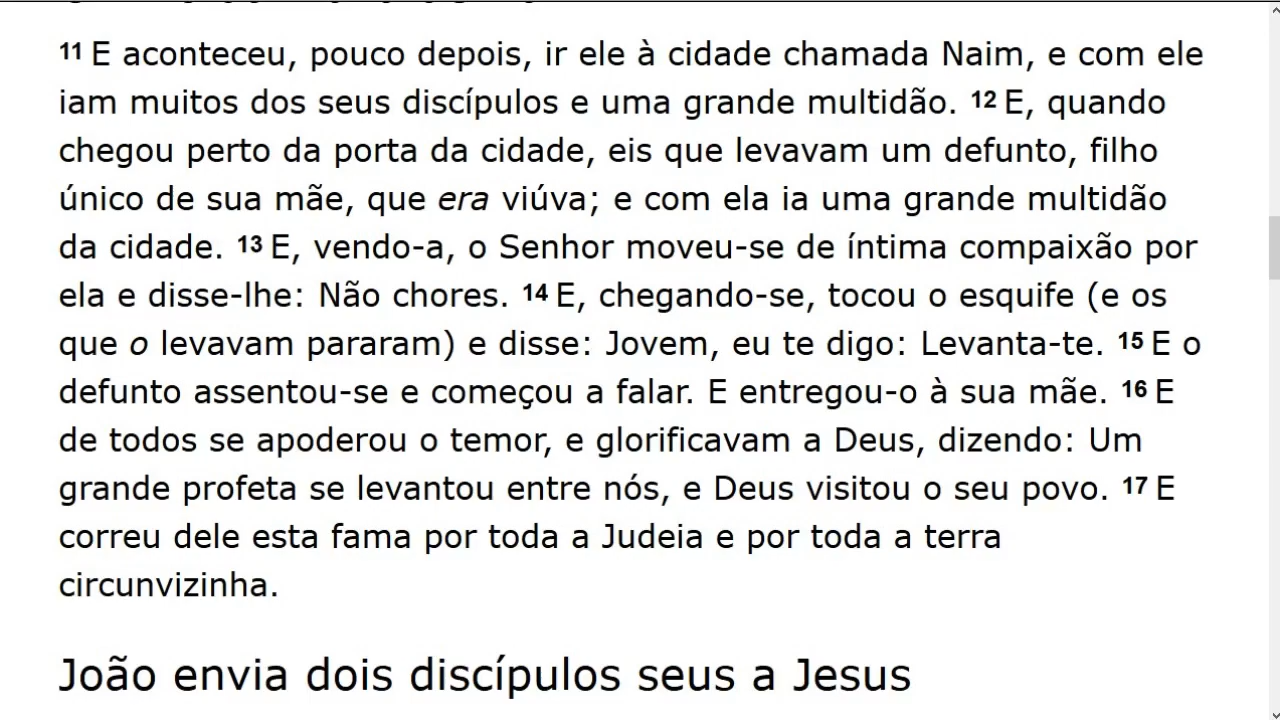 11 E aconteceu, pouco depois, ir ele à cidade chamada Naim, e com ele
iam muitos dos seus discípulos e uma grande multidão. 12 E, quando
chegou perto da porta da cidade, eis que levavam um defunto, filho
único de sua mãe, que era viúva; e com ela ia uma grande multidão
da cidade. 13 E, vendo-a, o Senhor moveu-se de íntima compaixão por
ela e disse-lhe: Não chores. 14 E, chegando-se, tocou o esquife (e os
que o levavam pararam) e disse: Jovem, eu te digo: Levanta-te. 15 E o
defunto assentou-se e começou a falar. E entregou-o à sua mãe. 16 E
de todos se apoderou o temor, e glorificavam a Deus, dizendo: Um
grande profeta se levantou entre nós, e Deus visitou o seu povo. 17 E
correu dele esta fama por toda a Judeia e por toda a terra
circunvizinha.
João envia dois discípulos seus a Jesus